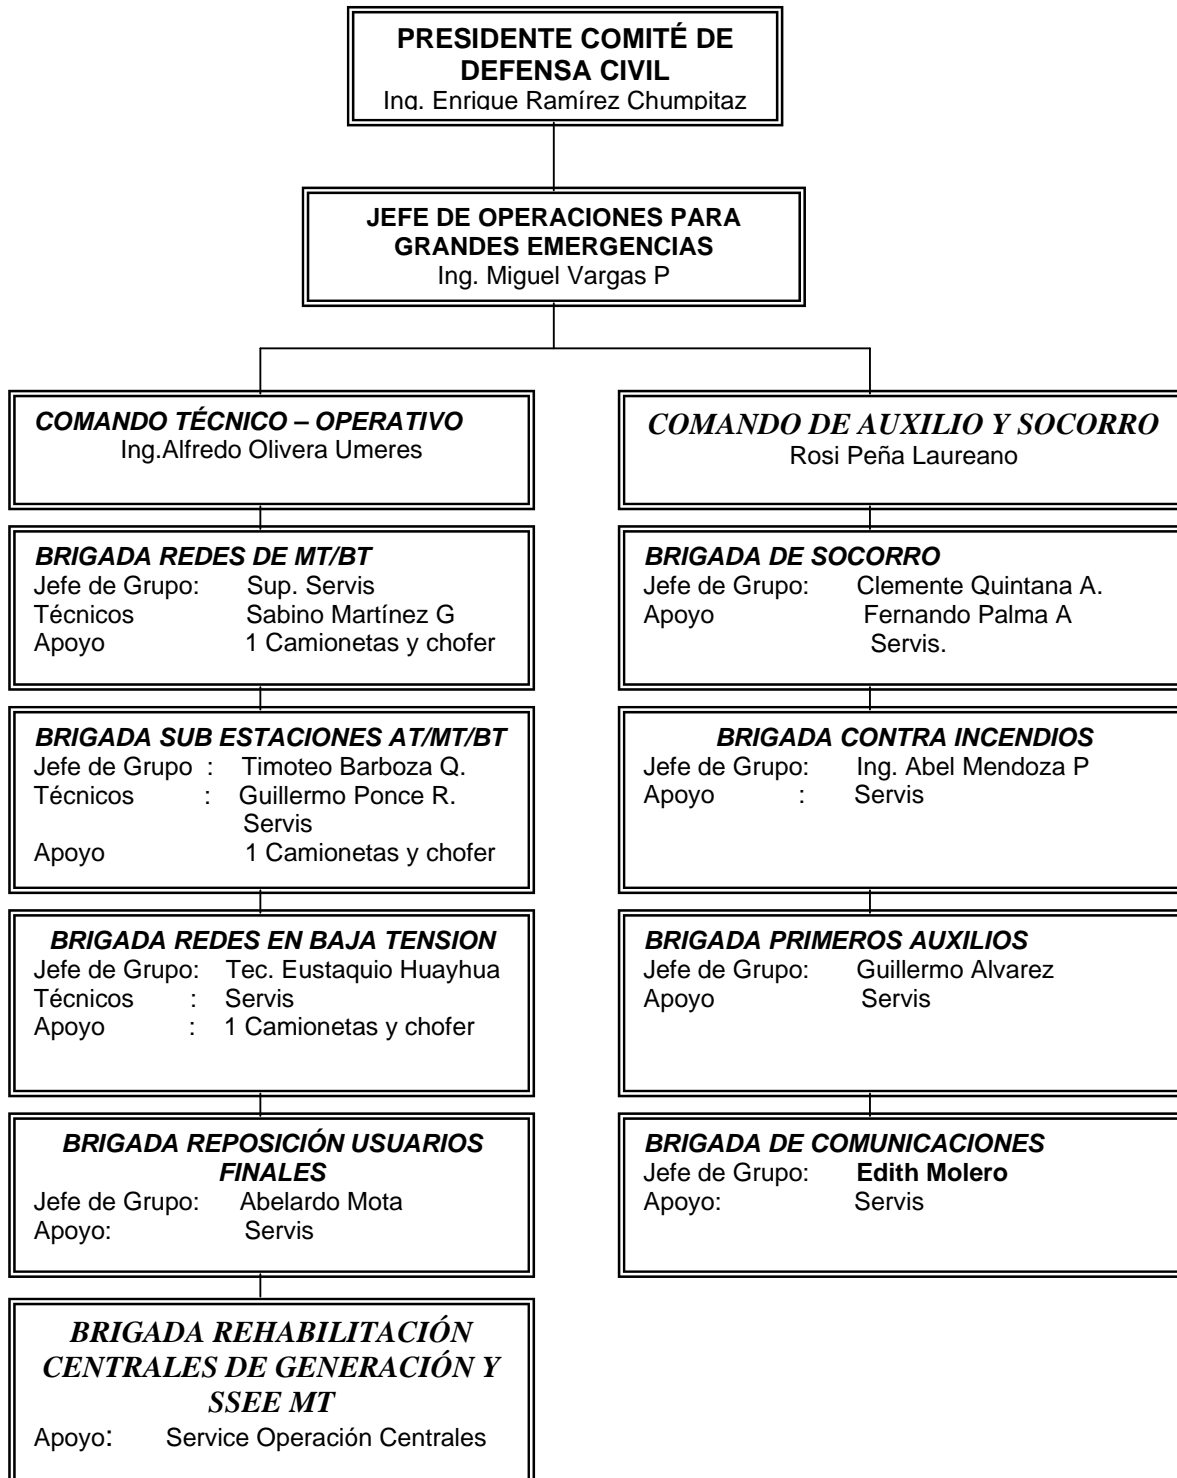 PRESIDENTE COMITÉ DE
DEFENSA CIVIL
Ing. Enrique Ramírez Chumpitaz
JEFE DE OPERACIONES PARA
GRANDES EMERGENCIAS
Ing. Miguel Vargas P
COMANDO TÉCNICO – OPERATIVO
Ing.Alfredo Olivera Umeres
BRIGADA REDES DE MT/BT
Jefe de Grupo: Sup. Servis
Técnicos Sabino Martínez G
Apoyo 1 Camionetas y chofer
BRIGADA SUB ESTACIONES AT/MT/BT
Jefe de Grupo : Timoteo Barboza Q.
Técnicos : Guillermo Ponce R.
Servis
Apoyo 1 Camionetas y chofer
BRIGADA REDES EN BAJA TENSION
Jefe de Grupo: Tec. Eustaquio Huayhua
Técnicos : Servis
Apoyo : 1 Camionetas y chofer
BRIGADA REPOSICIÓN USUARIOS
FINALES
Jefe de Grupo: Abelardo Mota
Apoyo: Servis
BRIGADA REHABILITACIÓN
CENTRALES DE GENERACIÓN Y
SSEE MT
Apoyo: Service Operación Centrales
COMANDO DE AUXILIO Y SOCORRO
Rosi Peña Laureano
BRIGADA DE SOCORRO
Jefe de Grupo: Clemente Quintana A.
Apoyo Fernando Palma A
Servis.
BRIGADA CONTRA INCENDIOS
Jefe de Grupo: Ing. Abel Mendoza P
Apoyo : Servis
BRIGADA PRIMEROS AUXILIOS
Jefe de Grupo: Guillermo Alvarez
Apoyo Servis
BRIGADA DE COMUNICACIONES
Jefe de Grupo: Edith Molero
Apoyo: Servis